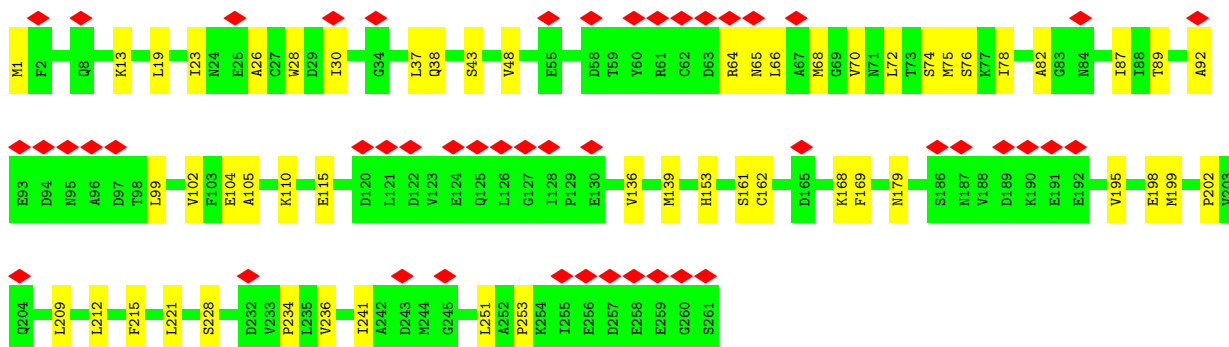 M1 F2 Q8 K13 L19 I23 N24 E25 A26 C27 W28 D29 I30 G34 L37 Q38 S43 V48 E55 D58 T59 Y60 R61 C62 D63 R64 N65 L66 A67 M68 G69 V70 N71 L72 T73 S74 M75 S76 K77 I78 A82 G83 N84 I87 I88 T89 A92
E93 D94 N95 A96 D97 T98 L99 V102 F103 E104 A105 K110 E115 D120 L121 D122 V123 E124 Q125 L126 G127 I128 P129 E130 V136 M139 H153 S161 C162 D165 K168 F169 N179 S186 N187 V188 D189 K190 E191 E192 V195 E198 M199 P202 V203
Q204 L209 L212 F215 L221 S228 D232 V233 P234 L235 V236 I241 A242 D243 M244 G245 L251 A252 P253 K254 I255 E256 D257 E258 E259 G260 S261